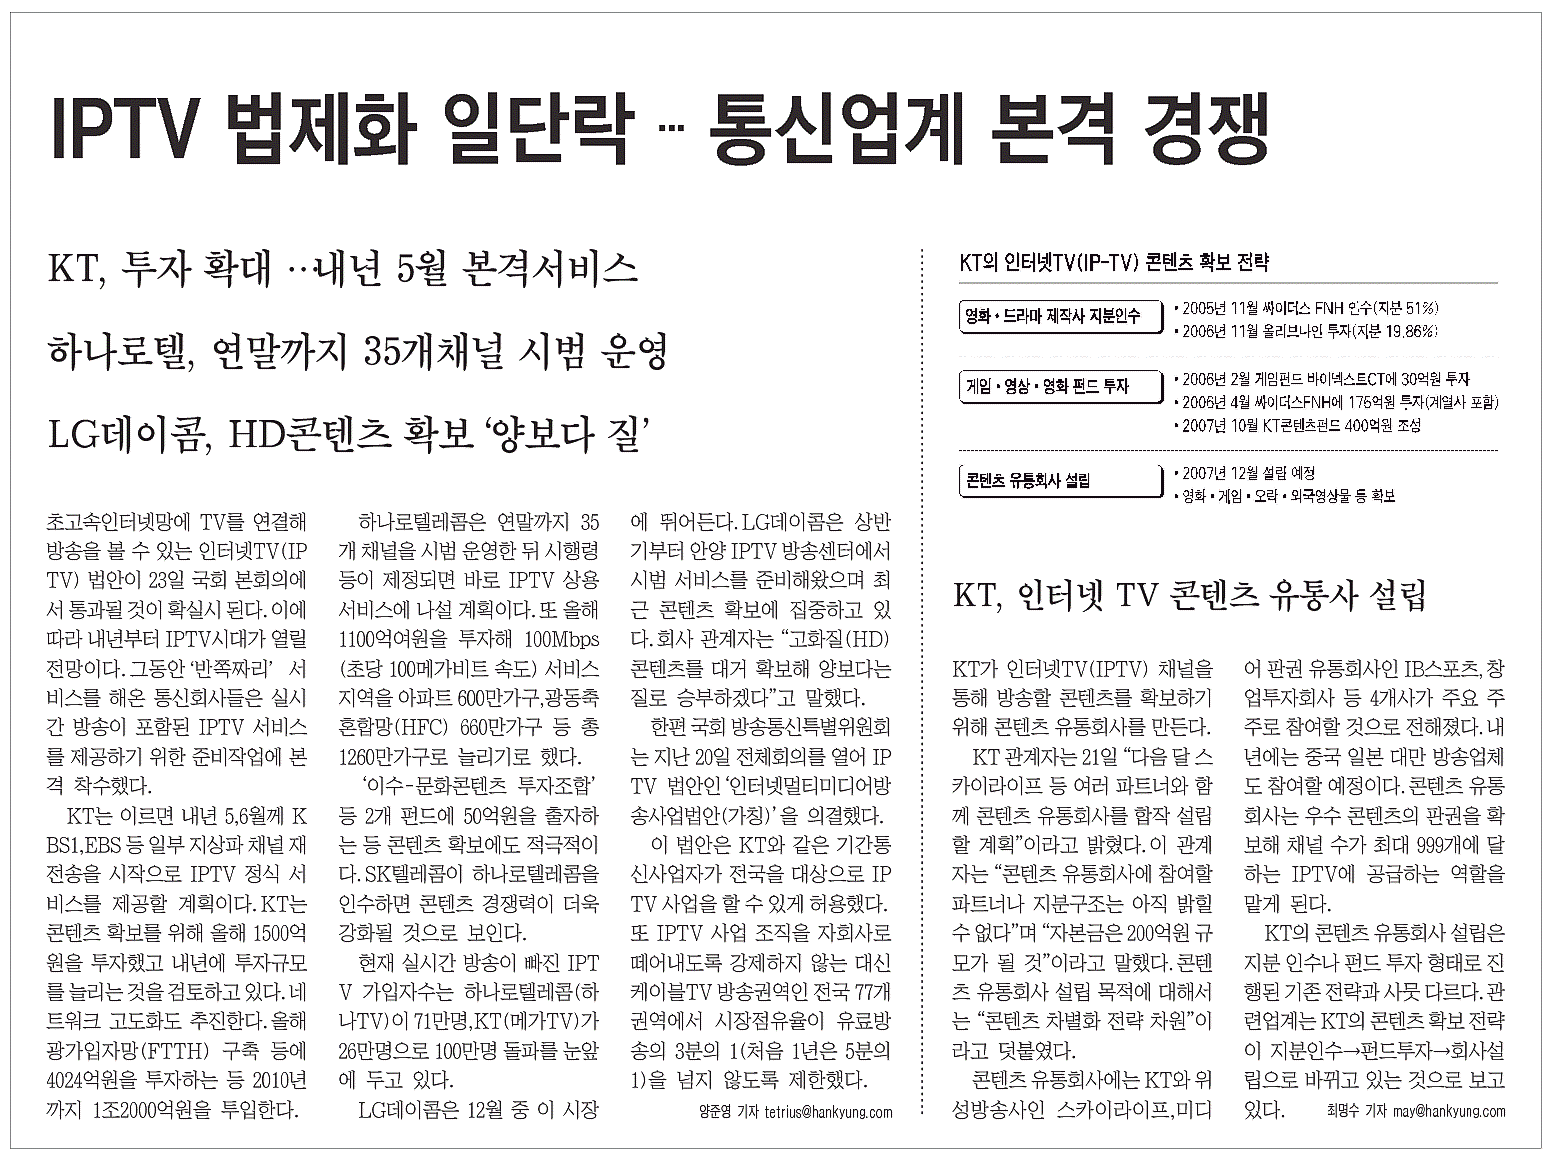 IPTV 법제화 일단락 … 통신업계 본격 경쟁
KT, 투자 확대 …내년 5월 본격서비스
하나로텔, 연말까지 35개채널 시범 운영
LG데이콤, HD콘텐츠 확보 ‘양보다 질’
초고속인터넷망에 TV를 연결해
방송을 볼 수 있는 인터넷TV(IP
TV) 법안이 23일 국회 본회의에
서 통과될 것이 확실시 된다. 이에
따라 내년부터 IPTV시대가 열릴
전망이다. 그동안 ‘반쪽짜리’ 서
비스를 해온 통신회사들은 실시
간 방송이 포함된 IPTV 서비스
를 제공하기 위한 준비작업에 본
격 착수했다.
KT는 이르면 내년 5,6월께 K
BS1,EBS 등 일부 지상파 채널 재
전송을 시작으로 IPTV 정식 서
비스를 제공할 계획이다. KT는
콘텐츠 확보를 위해 올해 1500억
원을 투자했고 내년에 투자규모
를 늘리는 것을 검토하고 있다. 네
트워크 고도화도 추진한다. 올해
광가입자망(FTTH) 구축 등에
4024억원을 투자하는 등 2010년
까지 1조2000억원을 투입한다.
하나로텔레콤은 연말까지 35
개 채널을 시범 운영한 뒤 시행령
등이 제정되면 바로 IPTV 상용
서비스에 나설 계획이다. 또 올해
1100억여원을 투자해 100Mbps
(초당 100메가비트 속도) 서비스
지역을 아파트 600만가구,광동축
혼합망(HFC) 660만가구 등 총
1260만가구로 늘리기로 했다.
‘이수-문화콘텐츠 투자조합’
등 2개 펀드에 50억원을 출자하
는 등 콘텐츠 확보에도 적극적이
다. SK텔레콤이 하나로텔레콤을
인수하면 콘텐츠 경쟁력이 더욱
강화될 것으로 보인다.
현재 실시간 방송이 빠진 IPT
V 가입자수는 하나로텔레콤(하
나TV)이 71만명,KT(메가TV)가
26만명으로 100만명 돌파를 눈앞
에 두고 있다.
LG데이콤은 12월 중 이 시장
에 뛰어든다. LG데이콤은 상반
기부터 안양 IPTV 방송센터에서
시범 서비스를 준비해왔으며 최
근 콘텐츠 확보에 집중하고 있
다. 회사 관계자는 “고화질(HD)
콘텐츠를 대거 확보해 양보다는
질로 승부하겠다”고 말했다.
한편 국회 방송통신특별위원회
는 지난 20일 전체회의를 열어 IP
TV 법안인 ‘인터넷멀티미디어방
송사업법안(가칭)’을 의결했다.
이 법안은 KT와 같은 기간통
신사업자가 전국을 대상으로 IP
TV 사업을 할 수 있게 허용했다.
또 IPTV 사업 조직을 자회사로
떼어내도록 강제하지 않는 대신
케이블TV 방송권역인 전국 77개
권역에서 시장점유율이 유료방
송의 3분의 1(처음 1년은 5분의
1)을 넘지 않도록 제한했다.
양준영 기자 tetrius@hankyung.com
KT의 인터넷TV(IP-TV) 콘텐츠 확보 전략
영화·드라마 제작사 지분인수
• 2005년 11월 싸이더스 FNH 인수(지분 51%)
• 2006년 11월 올리브나인 투자(지분 19.86%)
게임·영상·영화 펀드 투자
• 2006년 2월 게임펀드 바이넥스트CT에 30억원 투자
• 2006년 4월 싸이더스FNH에 175억원 투자(계열사 포함)
• 2007년 10월 KT콘텐츠펀드 400억원 조성
콘텐츠 유통회사 설립
• 2007년 12월 설립 예정
• 영화·게임·오락·외국영상물 등 확보
KT, 인터넷 TV 콘텐츠 유통사 설립
KT가 인터넷TV(IPTV) 채널을
통해 방송할 콘텐츠를 확보하기
위해 콘텐츠 유통회사를 만든다.
KT 관계자는 21일 “다음 달 스
카이라이프 등 여러 파트너와 함
께 콘텐츠 유통회사를 합작 설립
할 계획”이라고 밝혔다. 이 관계
자는 “콘텐츠 유통회사에 참여할
파트너나 지분구조는 아직 밝힐
수 없다”며 “자본금은 200억원 규
모가 될 것”이라고 말했다. 콘텐
츠 유통회사 설립 목적에 대해서
는 “콘텐츠 차별화 전략 차원”이
라고 덧붙였다.
콘텐츠 유통회사에는 KT와 위
성방송사인 스카이라이프,미디
어 판권 유통회사인 IB스포츠, 창
업투자회사 등 4개사가 주요 주
주로 참여할 것으로 전해졌다. 내
년에는 중국 일본 대만 방송업체
도 참여할 예정이다. 콘텐츠 유통
회사는 우수 콘텐츠의 판권을 확
보해 채널 수가 최대 999개에 달
하는 IPTV에 공급하는 역할을
맡게 된다.
KT의 콘텐츠 유통회사 설립은
지분 인수나 펀드 투자 형태로 진
행된 기존 전략과 사뭇 다르다. 관
련업계는 KT의 콘텐츠 확보 전략
이 지분인수→펀드투자→회사설
립으로 바뀌고 있는 것으로 보고
있다.
최명수 기자 may@hankyung.com